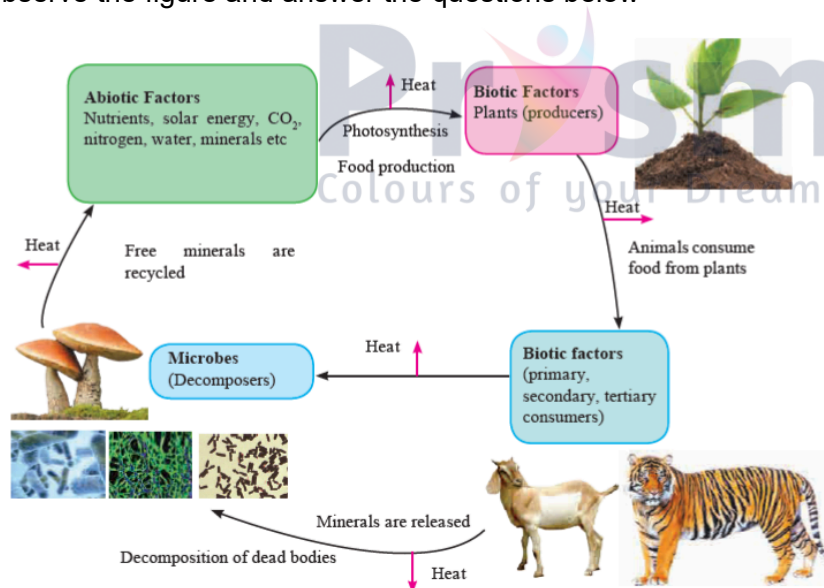 observe the figure and answer the questions below
Prism
Colours of your Dream
Abiotic Factors
Nutrients, solar energy, CO₂,
nitrogen, water, minerals etc
Heat
Photosynthesis
Food production
Biotic Factors
Plants (producers)
Heat
Animals consume
food from plants
Heat
Free minerals are
recycled
Microbes
(Decomposers)
Heat
Biotic factors
(primary,
secondary, tertiary
consumers)
Minerals are released
Decomposition of dead bodies
Heat